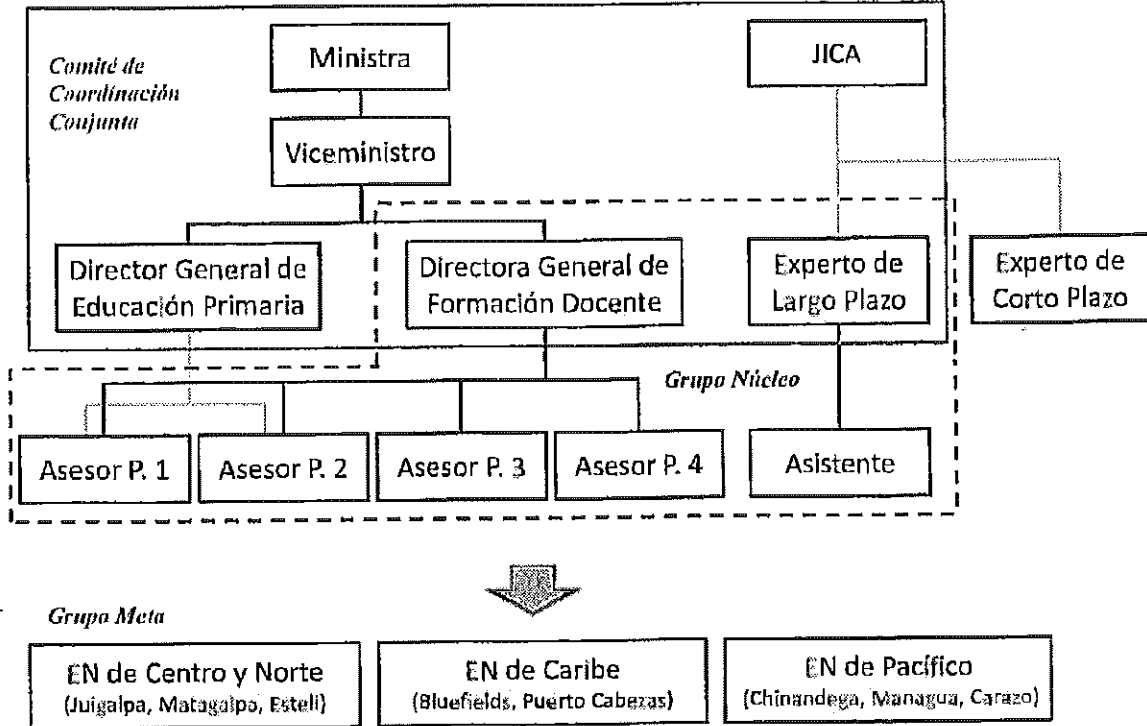 Comité de
Coordinación
Conjunta
Ministra
JICA
Viceministro
Director General de
Educación Primaria
Directora General de
Formación Docente
Experto de
Largo Plazo
Experto de
Corto Plazo
Grupo Núcleo
Asesor P. 1
Asesor P. 2
Asesor P. 3
Asesor P. 4
Asistente
Grupo Meta
EN de Centro y Norte
(Juigalpa, Matagalpa, Estelí)
EN de Caribe
(Bluefields, Puerto Cabezas)
EN de Pacífico
(Chinandega, Managua, Carazo)